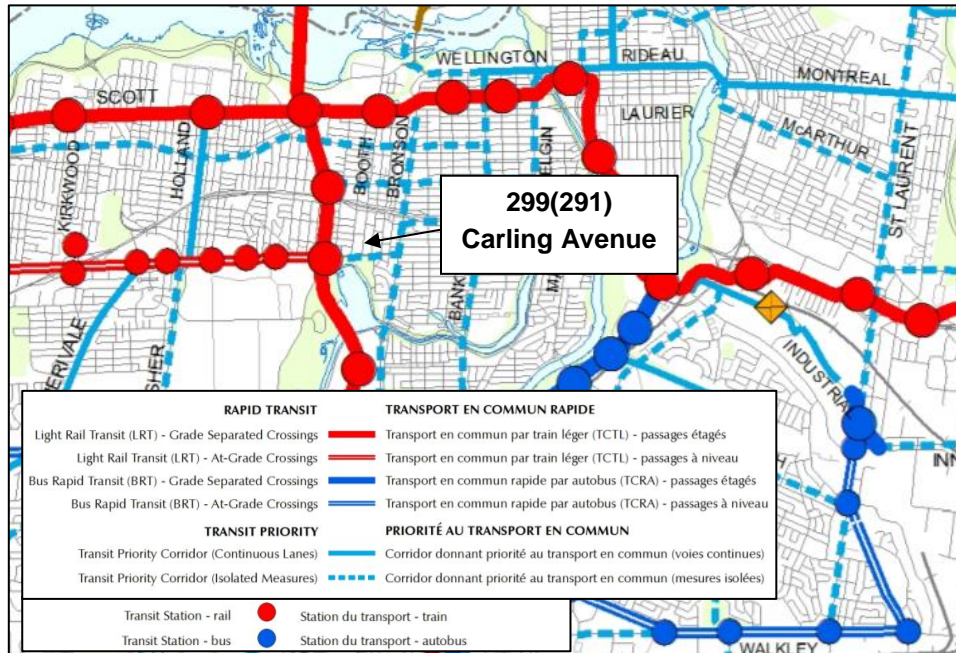 WELLINGTON
RIDEAU
MONTREAL
SCOTT
LAURIER
McARTHUR
KIRKWOOD
HOLLAND
BOOTH
BRONSON
ELGIN
ST LAURENT
299(291)
Carling Avenue
BANK
MA
INDUSTRIA
MERIVALE
SHER
H
INN
RAPID TRANSIT
TRANSPORT EN COMMUN RAPIDE
Light Rail Transit (LRT) - Grade Separated Crossings
Transport en commun par train léger (TCTL) - passages étagés
Light Rail Transit (LRT) - At-Grade Crossings
Transport en commun par train léger (TCTL) - passages à niveau
Bus Rapid Transit (BRT) - Grade Separated Crossings
Transport en commun rapide par autobus (TCRA) - passages étagés
Bus Rapid Transit (BRT) - At-Grade Crossings
Transport en commun rapide par autobus (TCRA) - passages à niveau
TRANSIT PRIORITY
PRIORITÉ AU TRANSPORT EN COMMUN
Transit Priority Corridor (Continuous Lanes)
Corridor donnant priorité au transport en commun (voies continues)
Transit Priority Corridor (Isolated Measures)
Corridor donnant priorité au transport en commun (mesures isolées)
Transit Station - rail
Station du transport - train
Transit Station - bus
Station du transport - autobus
WALKLEY